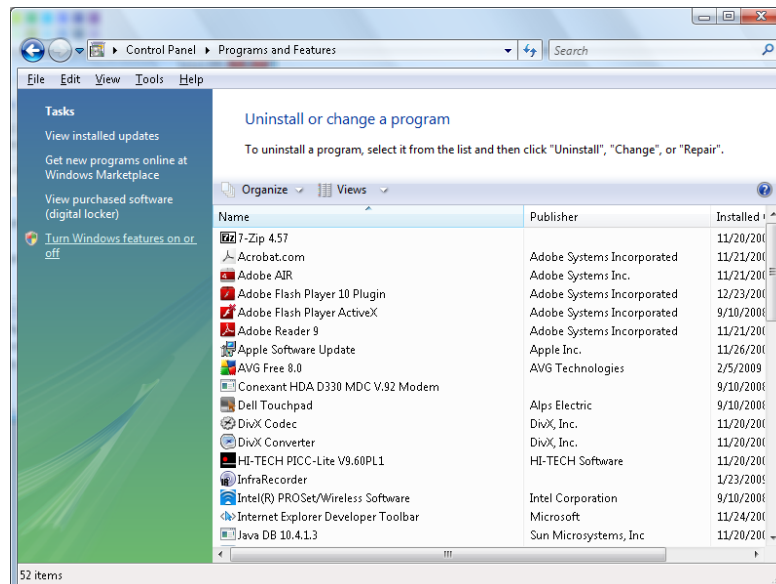 Control Panel Programs and Features Search
File Edit View Tools Help
Tasks
View installed updates
Get new programs online at
Windows Marketplace
View purchased software
(digital locker)
Turn Windows features on or
off
Uninstall or change a program
To uninstall a program, select it from the list and then click "Uninstall", "Change", or "Repair".
Organize Views
Name Publisher Installed
7-Zip 4.57 11/20/200
Acrobat.com Adobe Systems Incorporated 11/21/200
Adobe AIR Adobe Systems Inc. 11/21/200
Adobe Flash Player 10 Plugin Adobe Systems Incorporated 12/23/200
Adobe Flash Player ActiveX Adobe Systems Incorporated 9/10/2008
Adobe Reader 9 Adobe Systems Incorporated 11/21/200
Apple Software Update Apple Inc. 11/26/200
AVG Free 8.0 AVG Technologies 2/5/2009
Conexant HDA D330 MDC V.92 Modem 9/10/2008
Dell Touchpad Alps Electric 9/10/2008
DivX Codec DivX, Inc. 11/20/200
DivX Converter DivX, Inc. 11/20/200
HI-TECH PICC-Lite V9.60PL1 HI-TECH Software 11/20/200
InfraRecorder 1/23/2009
Intel(R) PROSet/Wireless Software Intel Corporation 9/10/2008
Internet Explorer Developer Toolbar Microsoft 11/24/200
Java DB 10.4.1.3 Sun Microsystems, Inc 11/20/200
52 items